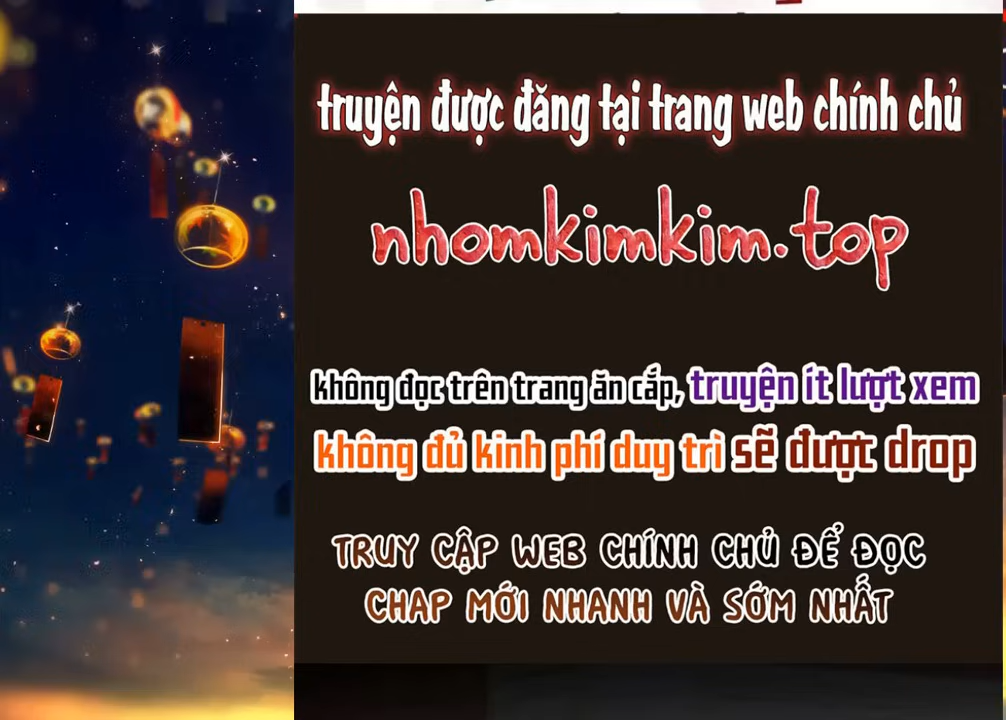 truyện được đăng tại trang web chính chủ
nhomkimkim.top
không đọc trên trang ăn cắp, truyện ít lượt xem
không đủ kinh phí duy trì sẽ được drop
TRUY CẬP WEB CHÍNH CHỦ ĐỂ ĐỌC
CHAP MỚI NHANH VÀ SỚM NHẤT